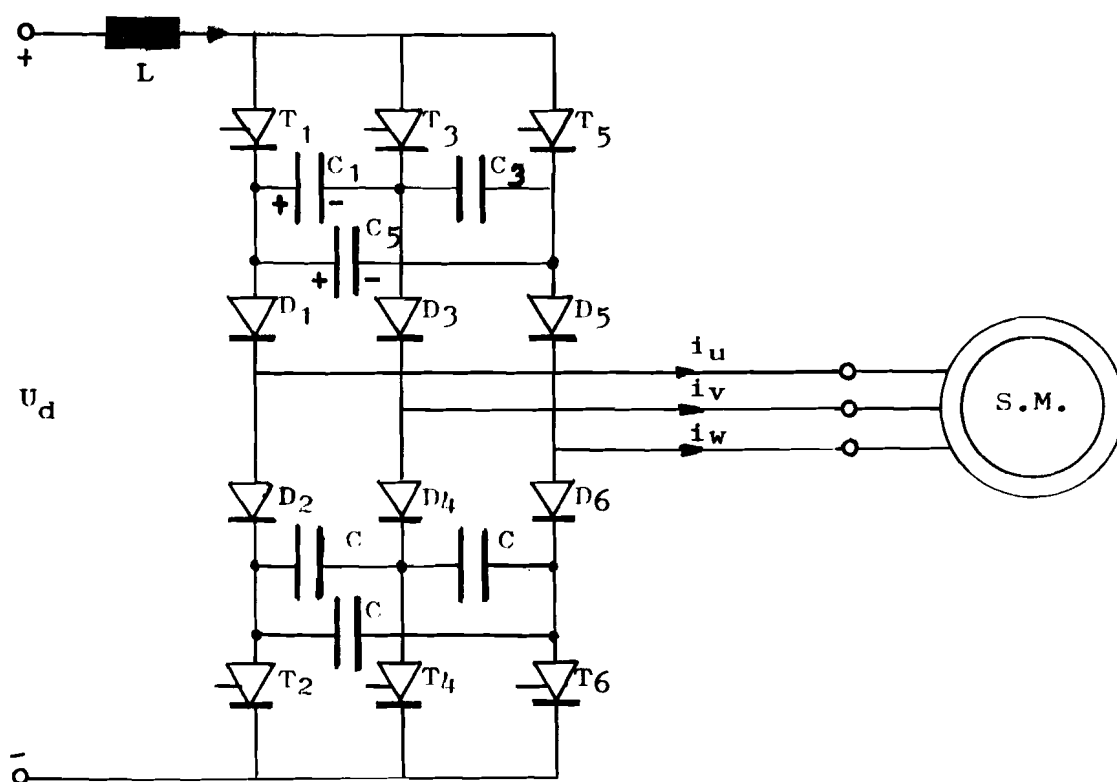 +
L
T1 T3 T5
C1 C3
+ -
C5
+ -
D1 D3 D5
iu
Ud
iv
S.M.
iw
D2 D4 D6
C C
C
T2 T4 T6
-